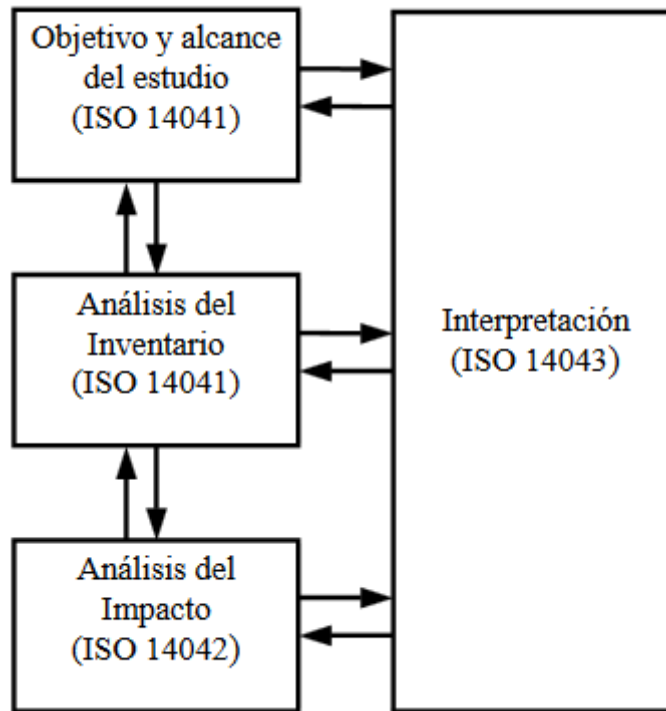 Objetivo y alcance
del estudio
(ISO 14041)
Análisis del
Inventario
(ISO 14041)
Análisis del
Impacto
(ISO 14042)
Interpretación
(ISO 14043)